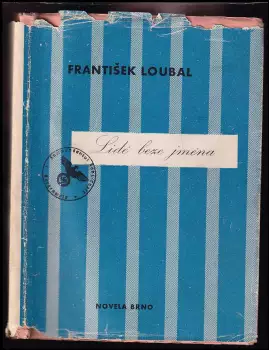 FRANTIŠEK LOUBAL
Lidé beze jména
NOVELA BRNO